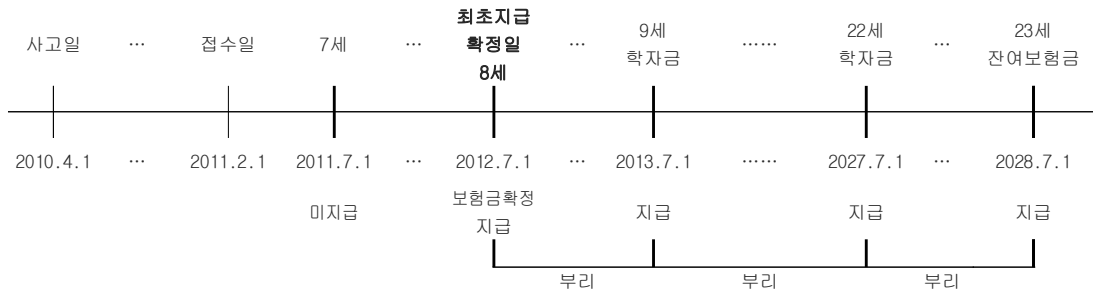 사고일 … 접수일 7세 … 최초지급 확정일 8세 … 9세 학자금 …… 22세 학자금 … 23세 잔여보험금
2010.4.1 … 2011.2.1 2011.7.1 … 2012.7.1 … 2013.7.1 …… 2027.7.1 … 2028.7.1
미지급 보험금확정 지급 지급 지급 지급
부리 부리 부리